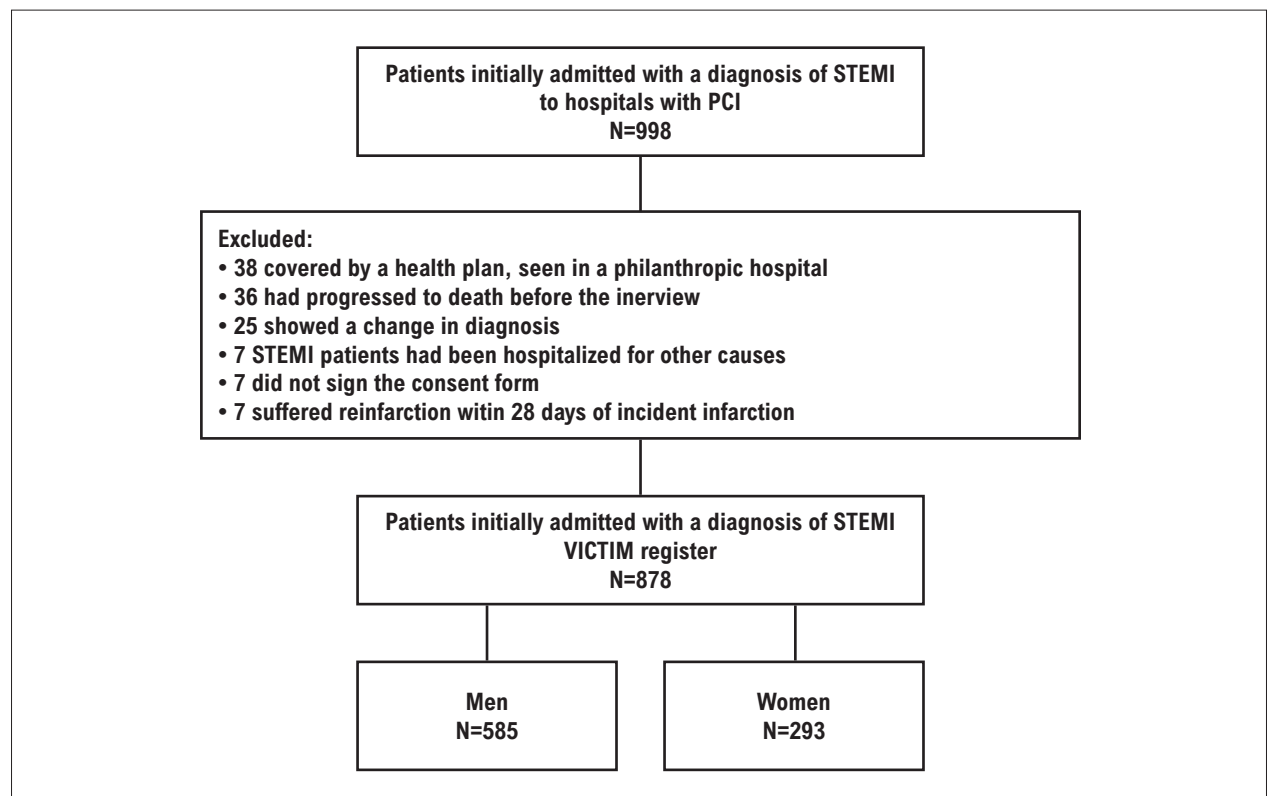 Patients initially admitted with a diagnosis of STEMI
to hospitals with PCI
N=998
Excluded:
• 38 covered by a health plan, seen in a philanthropic hospital
• 36 had progressed to death before the inerview
• 25 showed a change in diagnosis
• 7 STEMI patients had been hospitalized for other causes
• 7 did not sign the consent form
• 7 suffered reinfarction witin 28 days of incident infarction
Patients initially admitted with a diagnosis of STEMI
VICTIM register
N=878
Men
N=585
Women
N=293